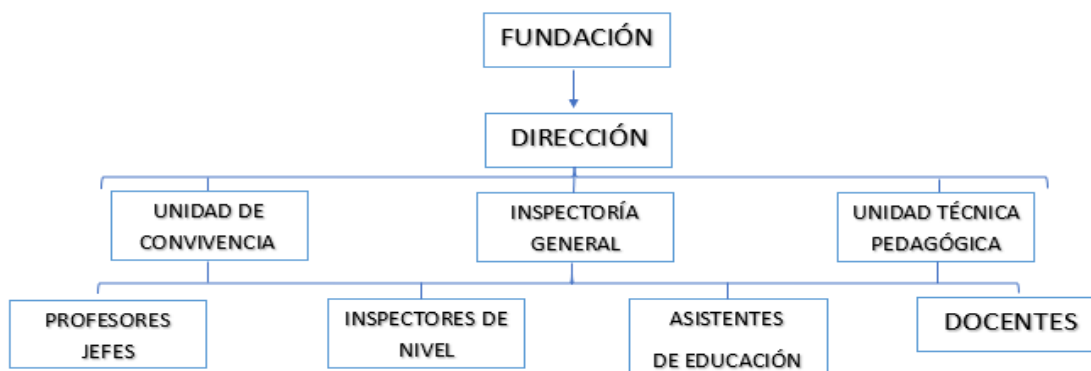 FUNDACIÓN
DIRECCIÓN
UNIDAD DE
CONVIVENCIA
INSPECTORÍA
GENERAL
UNIDAD TÉCNICA
PEDAGÓGICA
PROFESORES
JEFES
INSPECTORES DE
NIVEL
ASISTENTES
DE EDUCACIÓN
DOCENTES